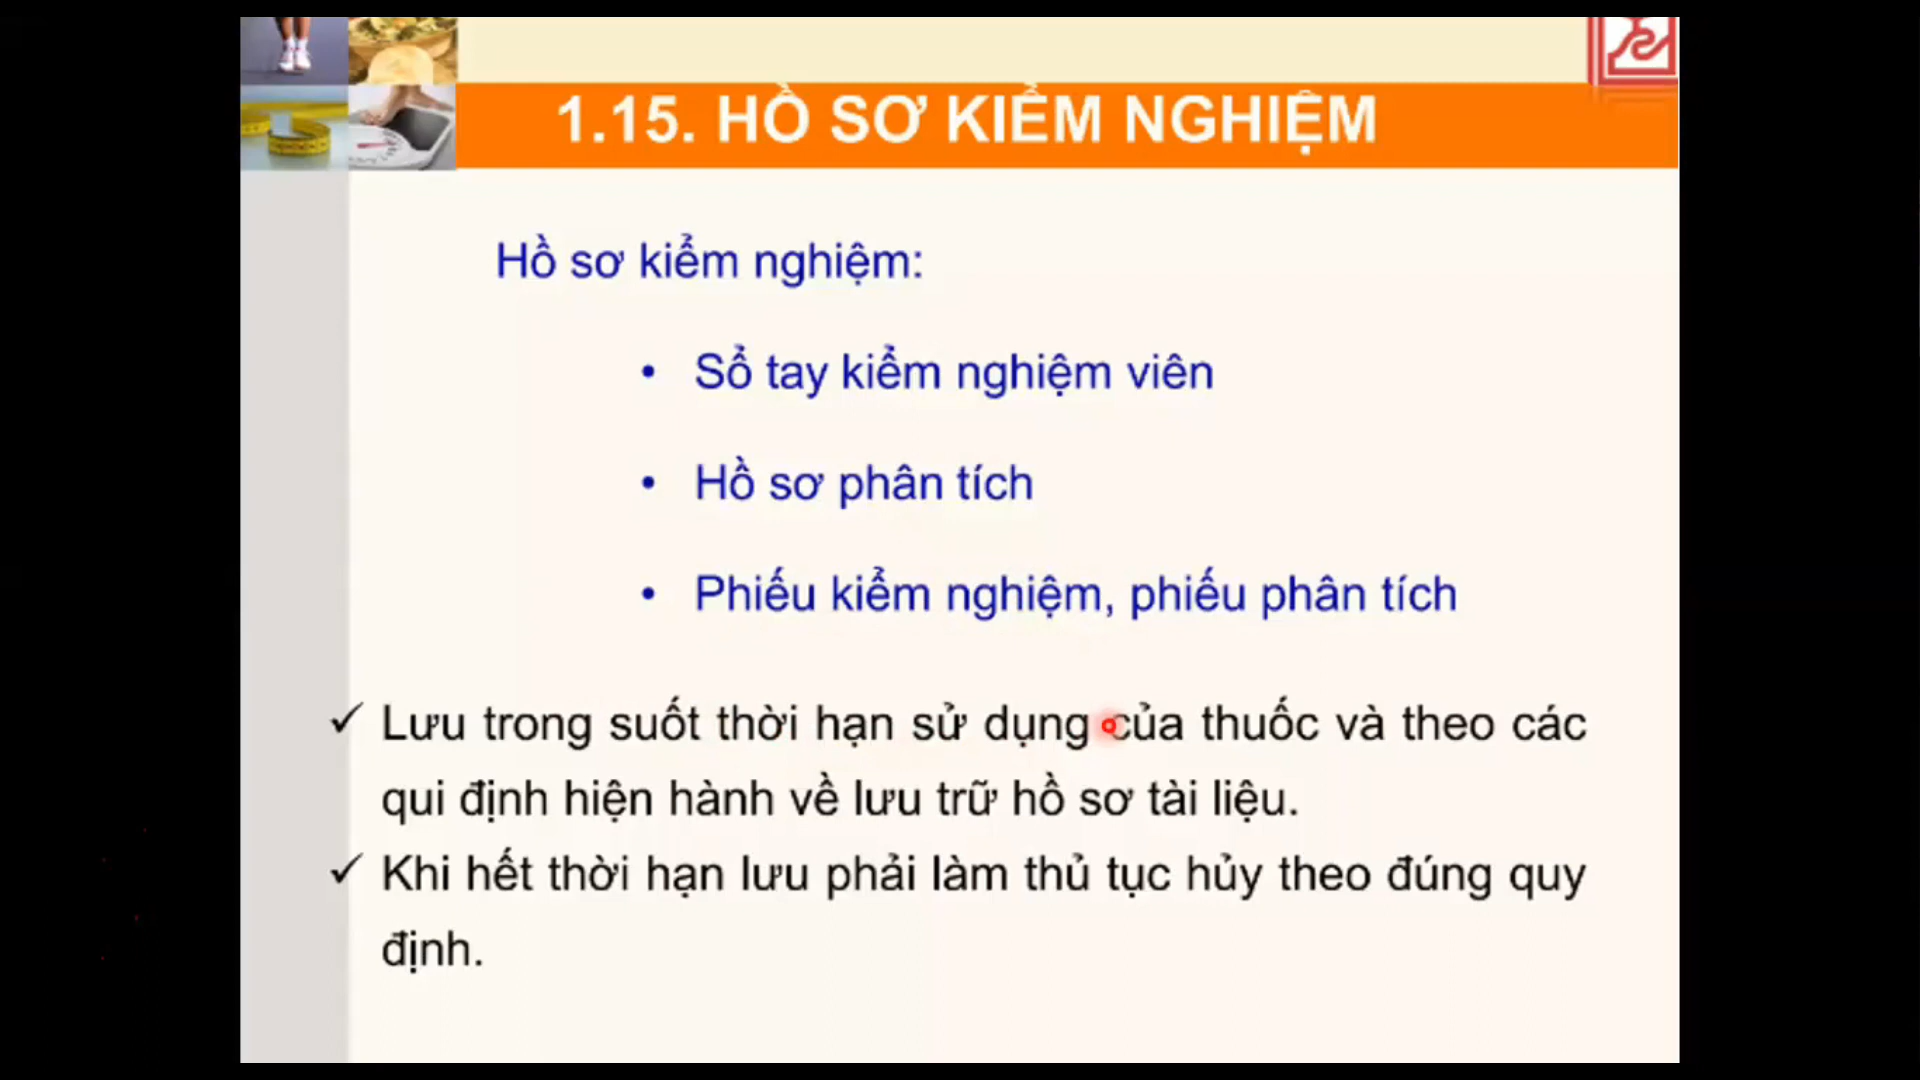 1.15. HỒ SƠ KIỂM NGHIỆM
Hồ sơ kiểm nghiệm:
• Sổ tay kiểm nghiệm viên
• Hồ sơ phân tích
• Phiếu kiểm nghiệm, phiếu phân tích
✓ Lưu trong suốt thời hạn sử dụng của thuốc và theo các
qui định hiện hành về lưu trữ hồ sơ tài liệu.
✓ Khi hết thời hạn lưu phải làm thủ tục hủy theo đúng quy
định.